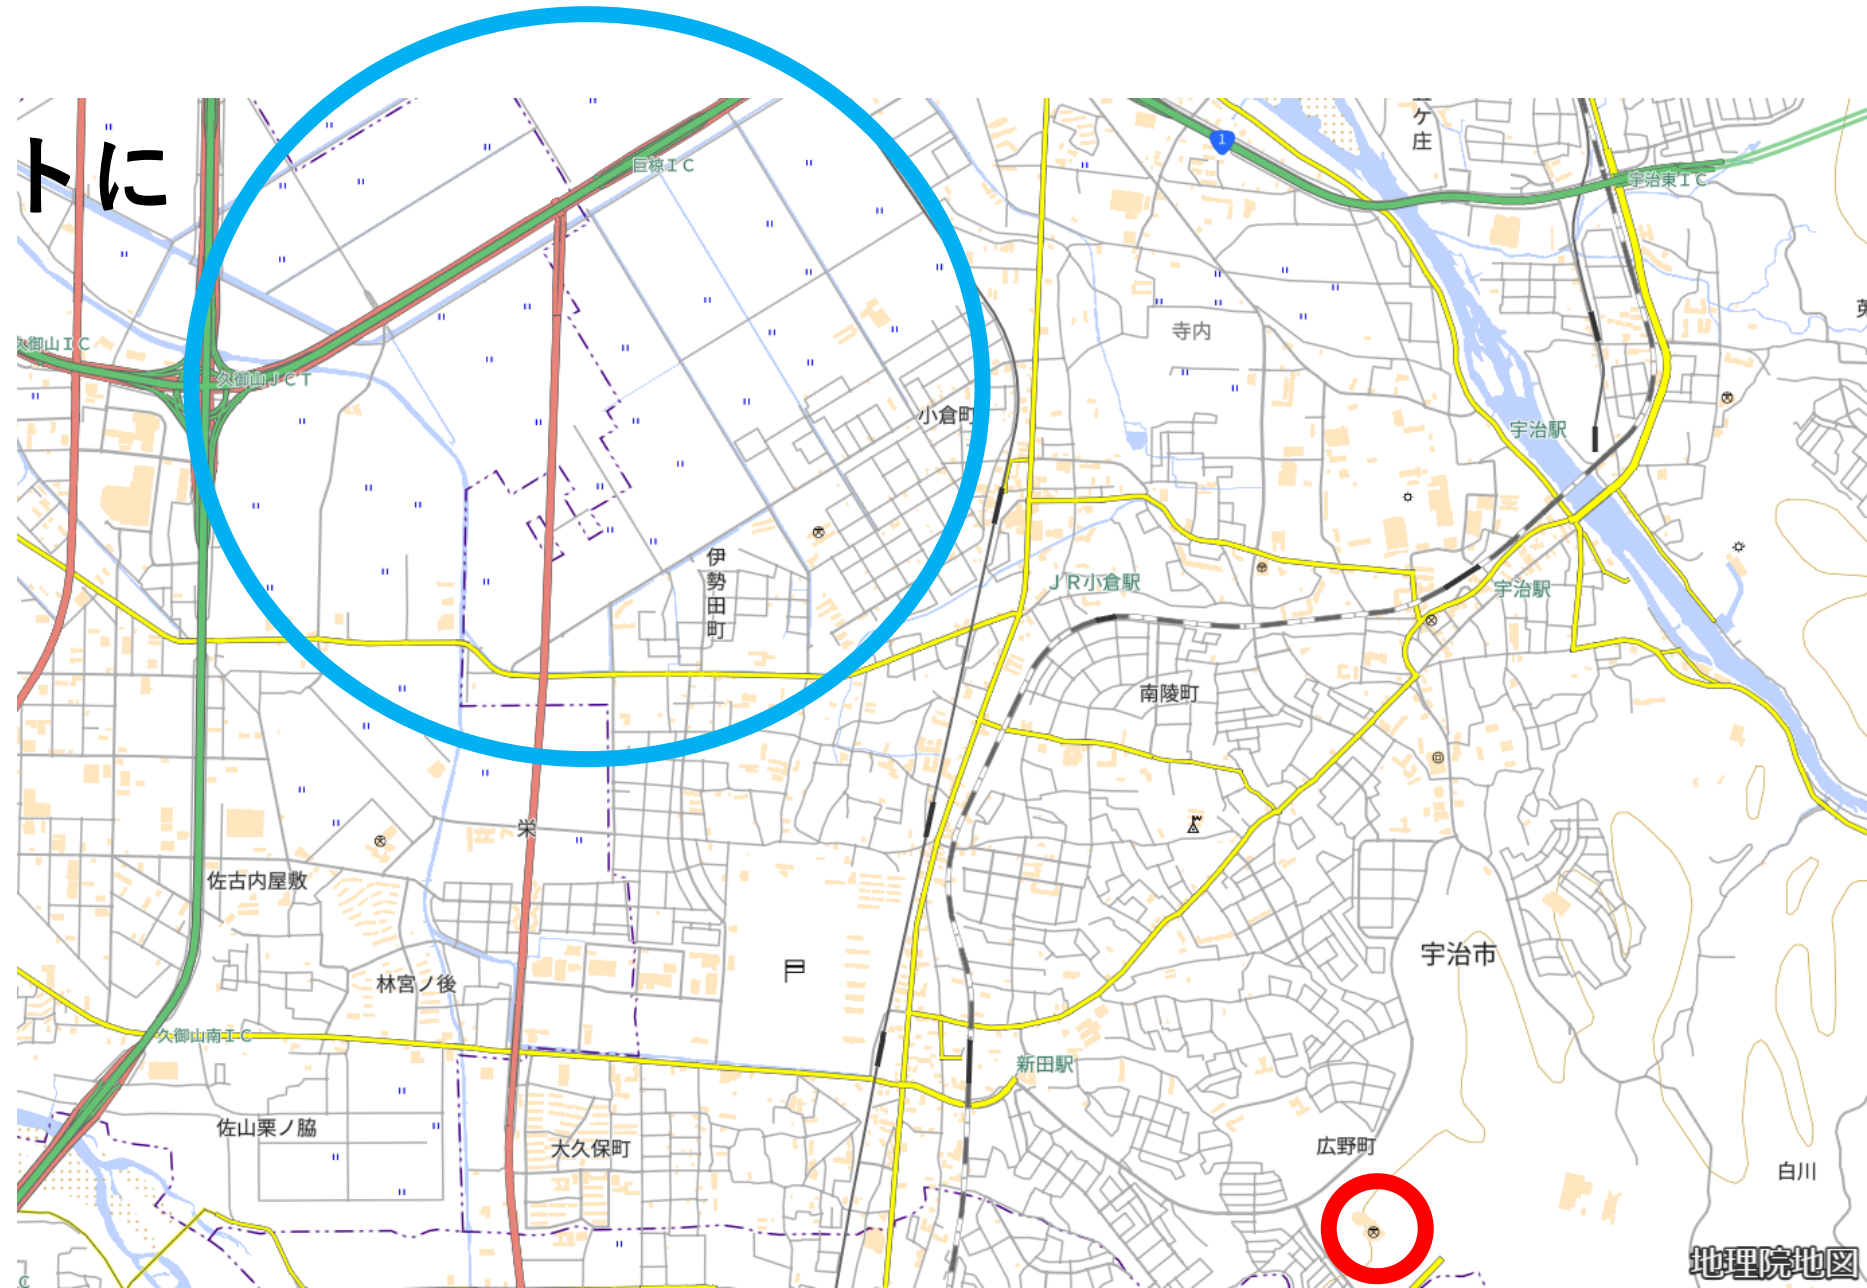 トに
巨椋IC
1
ケ庄
宇治東IC
久御山IC
久御山JCT
寺内
小倉町
宇治駅
伊勢田町
JR小倉駅
宇治駅
南陵町
栄
佐古内屋敷
宇治市
林宮ノ後
久御山南IC
新田駅
佐山栗ノ脇
大久保町
広野町
白川
地理院地図